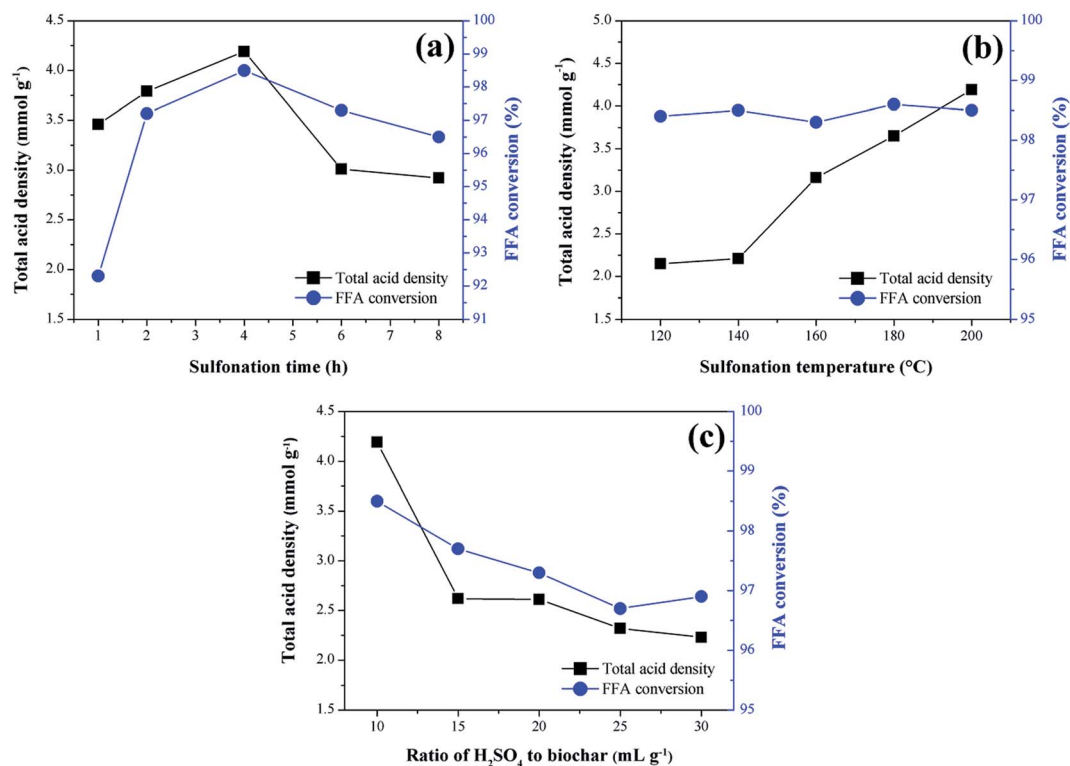 (a)
Total acid density (mmol g⁻¹)
4.5
4.0
3.5
3.0
2.5
2.0
1.5
100
99
98
97
96
95
94
93
92
91
FFA conversion (%)
Total acid density
FFA conversion
1 2 3 4 5 6 7 8
Sulfonation time (h)
(b)
Total acid density (mmol g⁻¹)
5.0
4.5
4.0
3.5
3.0
2.5
2.0
1.5
100
99
98
97
96
95
FFA conversion (%)
Total acid density
FFA conversion
120 140 160 180 200
Sulfonation temperature (°C)
(c)
Total acid density (mmol g⁻¹)
4.5
4.0
3.5
3.0
2.5
2.0
1.5
100
99
98
97
96
95
FFA conversion (%)
Total acid density
FFA conversion
10 15 20 25 30
Ratio of H₂SO₄ to biochar (mL g⁻¹)